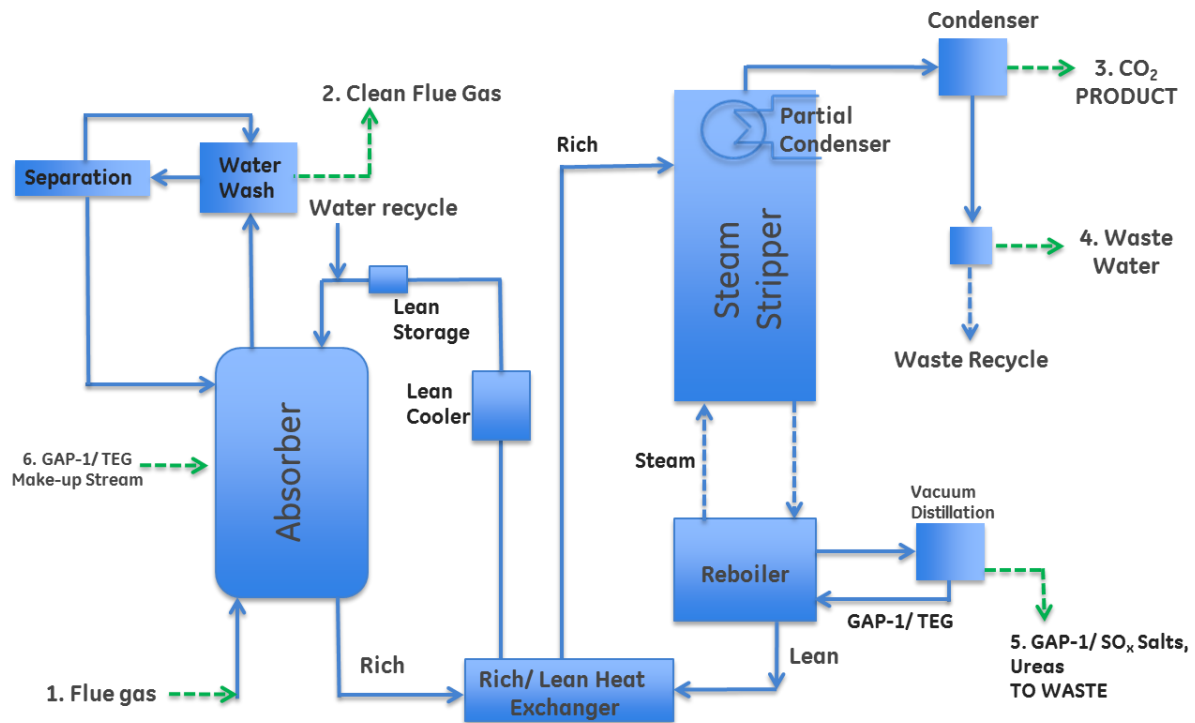 Condenser
2. Clean Flue Gas
3. CO₂
PRODUCT
Partial
Condenser
Rich
Water
Wash
Separation
Water recycle
4. Waste
Water
Steam
Stripper
Lean
Storage
Waste Recycle
Lean
Cooler
Absorber
6. GAP-1/ TEG
Make-up Stream
Steam
Vacuum
Distillation
Reboiler
GAP-1/ TEG
5. GAP-1/ SOₓ Salts,
Ureas
TO WASTE
Lean
Rich
1. Flue gas
Rich/ Lean Heat
Exchanger